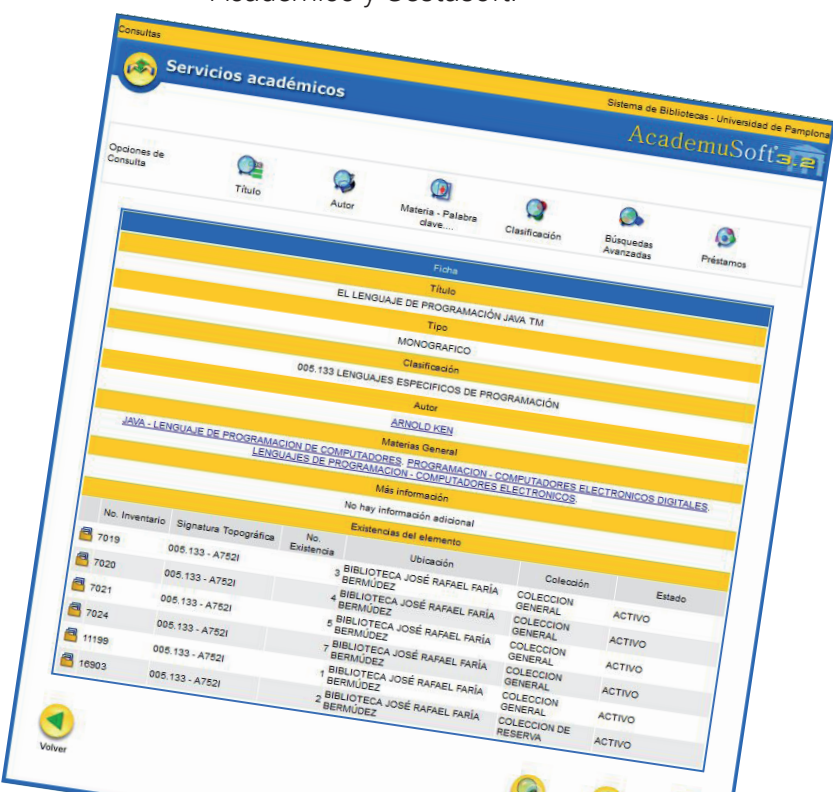 Académico y GestaSoft.
Consultas
Sistema de Bibliotecas - Universidad de Pamplona
Servicios académicos
AcademuSoft 3.2
Opciones de
Consulta
Título
Autor
Materia - Palabra
clave....
Clasificación
Búsquedas
Avanzadas
Préstamos
Ficha
Título
EL LENGUAJE DE PROGRAMACIÓN JAVA TM
Tipo
MONOGRAFICO
Clasificación
005.133 LENGUAJES ESPECIFICOS DE PROGRAMACIÓN
Autor
ARNOLD KEN
Materias General
JAVA - LENGUAJE DE PROGRAMACION DE COMPUTADORES. PROGRAMACION - COMPUTADORES ELECTRONICOS DIGITALES.
LENGUAJES DE PROGRAMACION - COMPUTADORES ELECTRONICOS.
Más información
No hay información adicional
Existencias del elemento
No. Inventario Signatura Topográfica No. Existencia Ubicación Colección Estado
7019 005.133 - A752l 3 BIBLIOTECA JOSÉ RAFAEL FARÍA BERMÚDEZ COLECCION GENERAL ACTIVO
7020 005.133 - A752l 4 BIBLIOTECA JOSÉ RAFAEL FARÍA BERMÚDEZ COLECCION GENERAL ACTIVO
7021 005.133 - A752l 5 BIBLIOTECA JOSÉ RAFAEL FARÍA BERMÚDEZ COLECCION GENERAL ACTIVO
7024 005.133 - A752l 7 BIBLIOTECA JOSÉ RAFAEL FARÍA BERMÚDEZ COLECCION GENERAL ACTIVO
11199 005.133 - A752l 1 BIBLIOTECA JOSÉ RAFAEL FARÍA BERMÚDEZ COLECCION GENERAL ACTIVO
16903 005.133 - A752l 2 BIBLIOTECA JOSÉ RAFAEL FARÍA BERMÚDEZ COLECCION DE RESERVA ACTIVO
Volver